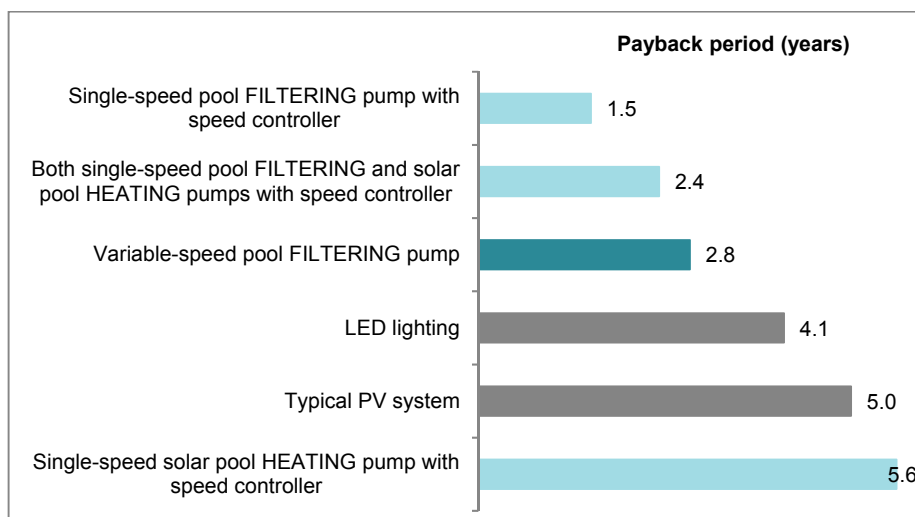 Payback period (years)
Single-speed pool FILTERING pump with
speed controller
1.5
Both single-speed pool FILTERING and solar
pool HEATING pumps with speed controller
2.4
Variable-speed pool FILTERING pump
2.8
LED lighting
4.1
Typical PV system
5.0
Single-speed solar pool HEATING pump with
speed controller
5.6